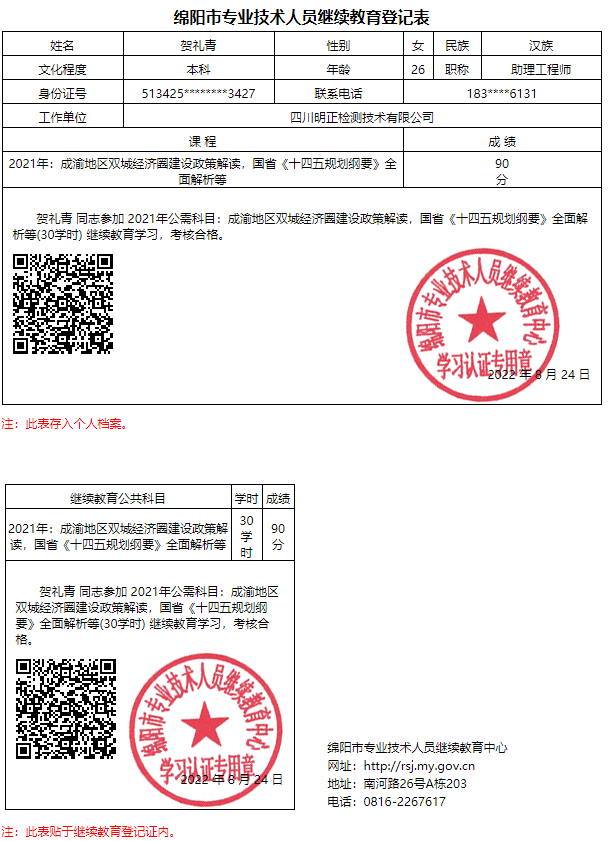 绵阳市专业技术人员继续教育登记表
姓名 贺礼青 性别 女 民族 汉族
文化程度 本科 年龄 26 职称 助理工程师
身份证号 513425********3427 联系电话 183****6131
工作单位 四川明正检测技术有限公司
课 程 成 绩
2021年：成渝地区双城经济圈建设政策解读，国省《十四五规划纲要》全 90
面解析等 分
贺礼青 同志参加 2021年公需科目：成渝地区双城经济圈建设政策解读，国省《十四五规划纲要》全面解
析等(30学时) 继续教育学习，考核合格。
绵阳市专业技术人员继续教育中心
学习认证专用章
2022 年 8 月 24 日
注：此表存入个人档案。
继续教育公共科目 学时 成绩
2021年：成渝地区双城经济圈建设政策解
读，国省《十四五规划纲要》全面解析等
30
学
时
90
分
贺礼青 同志参加 2021年公需科目：成渝地区
双城经济圈建设政策解读，国省《十四五规划纲
要》全面解析等(30学时) 继续教育学习，考核合
格。
绵阳市专业技术人员继续教育中心
学习认证专用章
2022 年 8 月 24 日
绵阳市专业技术人员继续教育中心
网址：http://rsj.my.gov.cn
地址：南河路26号A栋203
电话：0816-2267617
注：此表贴于继续教育登记证内。